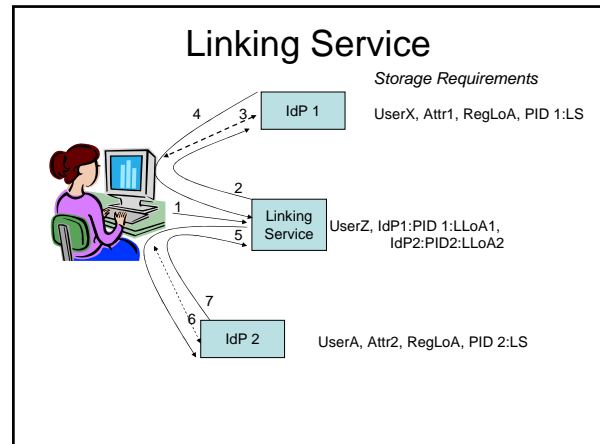 Linking Service
Storage Requirements
4
3
IdP 1
UserX, Attr1, RegLoA, PID 1:LS
2
1
Linking
Service
UserZ, IdP1:PID 1:LLoA1,
IdP2:PID2:LLoA2
5
7
6
IdP 2
UserA, Attr2, RegLoA, PID 2:LS